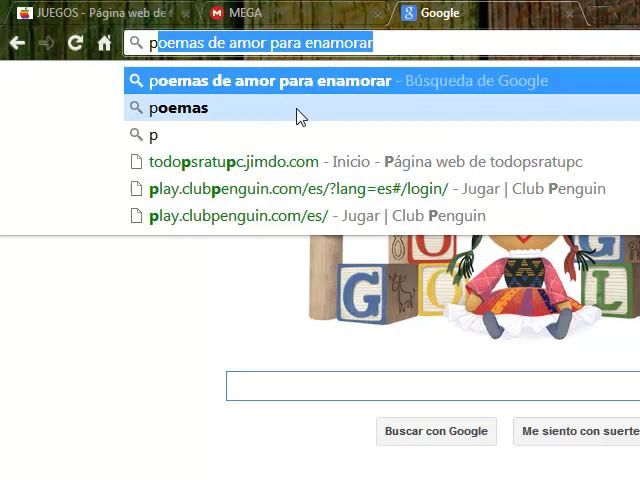 JUEGOS - Página web de t
MEGA
Google
poemas de amor para enamorar
poemas de amor para enamorar - Búsqueda de Google
poemas
p
todopsratupc.jimdo.com - Inicio - Página web de todopsratupc
play.clubpenguin.com/es/?lang=es#/login/ - Jugar | Club Penguin
play.clubpenguin.com/es/ - Jugar | Club Penguin
G O G
G L
Buscar con Google
Me siento con suerte